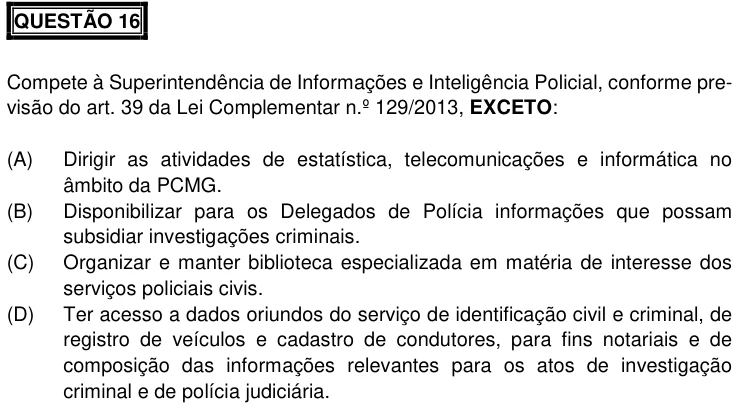 QUESTÃO 16
Compete à Superintendência de Informações e Inteligência Policial, conforme pre-
visão do art. 39 da Lei Complementar n.º 129/2013, EXCETO:
(A) Dirigir as atividades de estatística, telecomunicações e informática no
âmbito da PCMG.
(B) Disponibilizar para os Delegados de Polícia informações que possam
subsidiar investigações criminais.
(C) Organizar e manter biblioteca especializada em matéria de interesse dos
serviços policiais civis.
(D) Ter acesso a dados oriundos do serviço de identificação civil e criminal, de
registro de veículos e cadastro de condutores, para fins notariais e de
composição das informações relevantes para os atos de investigação
criminal e de polícia judiciária.